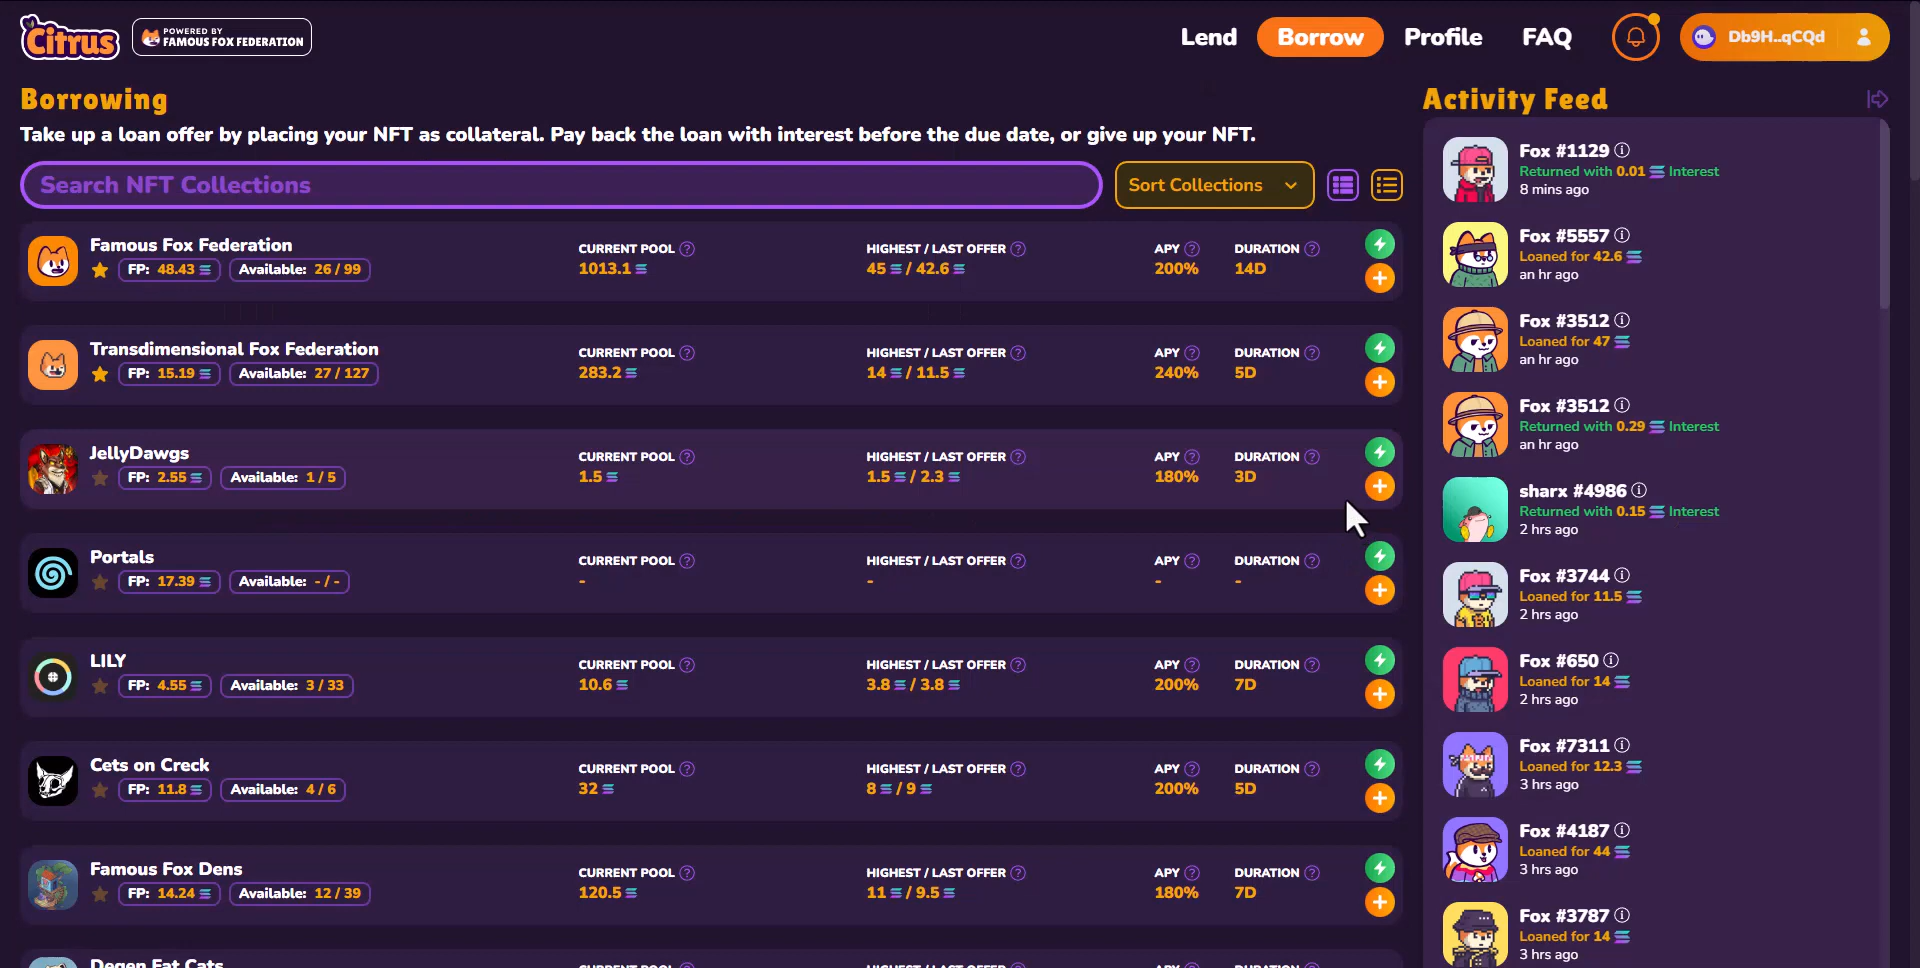 Citrus
POWERED BY
FAMOUS FOX FEDERATION
Lend
Borrow
Profile
FAQ
Db9H..qCQd
Borrowing
Take up a loan offer by placing your NFT as collateral. Pay back the loan with interest before the due date, or give up your NFT.
Search NFT Collections
Sort Collections
Famous Fox Federation
FP: 48.43
Available: 26 / 99
CURRENT POOL ?
1013.1
HIGHEST / LAST OFFER ?
45 / 42.6
APY ?
200%
DURATION ?
14D
Transdimensional Fox Federation
FP: 15.19
Available: 27 / 127
CURRENT POOL ?
283.2
HIGHEST / LAST OFFER ?
14 / 11.5
APY ?
240%
DURATION ?
5D
JellyDawgs
FP: 2.55
Available: 1 / 5
CURRENT POOL ?
1.5
HIGHEST / LAST OFFER ?
1.5 / 2.3
APY ?
180%
DURATION ?
3D
Portals
FP: 17.39
Available: - / -
CURRENT POOL ?
-
HIGHEST / LAST OFFER ?
-
APY ?
-
DURATION ?
-
LILY
FP: 4.55
Available: 3 / 33
CURRENT POOL ?
10.6
HIGHEST / LAST OFFER ?
3.8 / 3.8
APY ?
200%
DURATION ?
7D
Cets on Creck
FP: 11.8
Available: 4 / 6
CURRENT POOL ?
32
HIGHEST / LAST OFFER ?
8 / 9
APY ?
200%
DURATION ?
5D
Famous Fox Dens
FP: 14.24
Available: 12 / 39
CURRENT POOL ?
120.5
HIGHEST / LAST OFFER ?
11 / 9.5
APY ?
180%
DURATION ?
7D
Degen Fat Cats
CURRENT POOL ?
HIGHEST / LAST OFFER ?
APY ?
DURATION ?
Activity Feed
Fox #1129
Returned with 0.01 Interest
8 mins ago
Fox #5557
Loaned for 42.6
an hr ago
Fox #3512
Loaned for 47
an hr ago
Fox #3512
Returned with 0.29 Interest
an hr ago
sharx #4986
Returned with 0.15 Interest
2 hrs ago
Fox #3744
Loaned for 11.5
2 hrs ago
Fox #650
Loaned for 14
2 hrs ago
Fox #7311
Loaned for 12.3
3 hrs ago
Fox #4187
Loaned for 44
3 hrs ago
Fox #3787
Loaned for 14
3 hrs ago